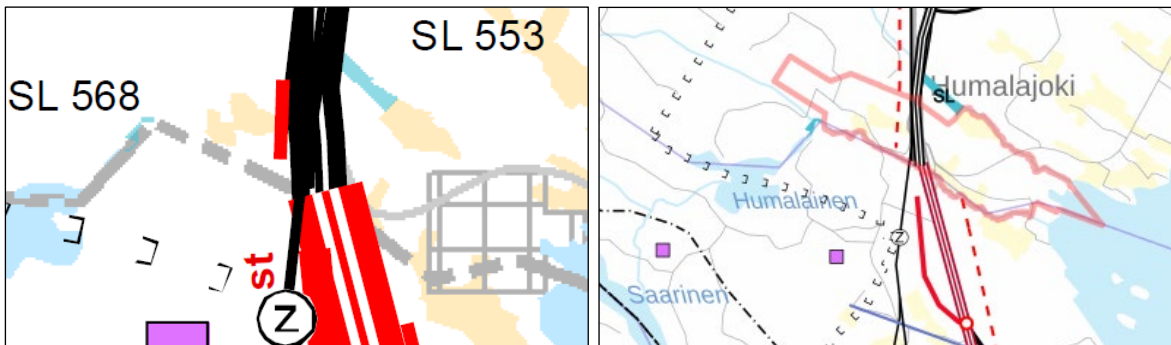 SL 553
SL 568
st
Z
Humalajoki
SL
Humalainen
Z
Saarinen